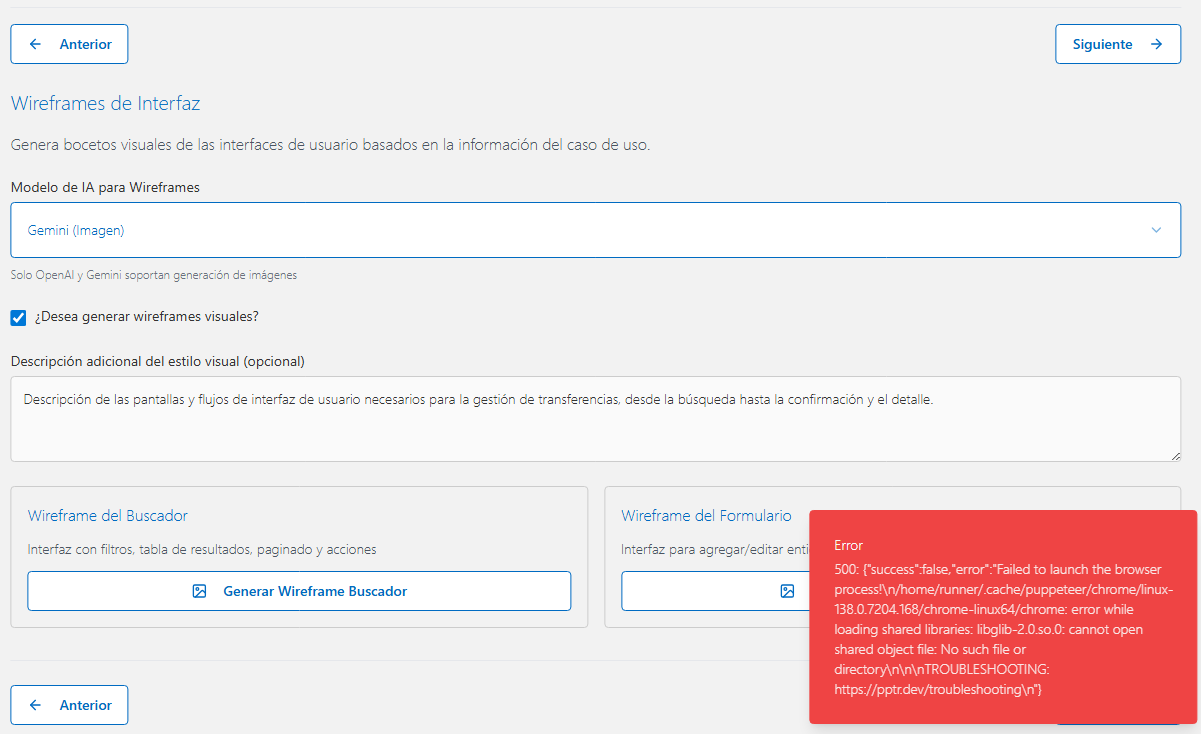 Anterior
Siguiente
Wireframes de Interfaz
Genera bocetos visuales de las interfaces de usuario basados en la información del caso de uso.
Modelo de IA para Wireframes
Gemini (Imagen)
Solo OpenAI y Gemini soportan generación de imágenes
¿Desea generar wireframes visuales?
Descripción adicional del estilo visual (opcional)
Descripción de las pantallas y flujos de interfaz de usuario necesarios para la gestión de transferencias, desde la búsqueda hasta la confirmación y el detalle.
Wireframe del Buscador
Interfaz con filtros, tabla de resultados, paginado y acciones
Generar Wireframe Buscador
Wireframe del Formulario
Interfaz para agregar/editar enti
Error
500: {"success":false,"error":"Failed to launch the browser
process!\n/home/runner/.cache/puppeteer/chrome/linux-
138.0.7204.168/chrome-linux64/chrome: error while
loading shared libraries: libglib-2.0.so.0: cannot open
shared object file: No such file or
directory\n\n\nTROUBLESHOOTING:
https://pptr.dev/troubleshooting\n"}
Anterior